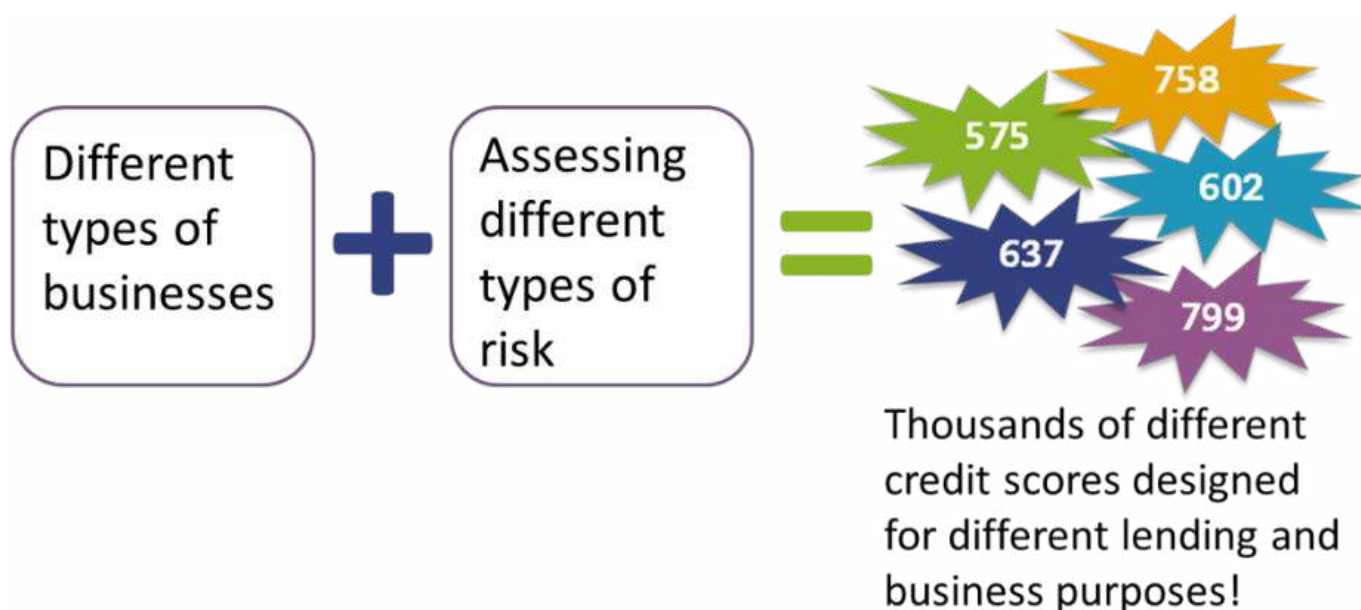 Different
types of
businesses
Assessing
different
types of
risk
758
575
602
637
799
Thousands of different
credit scores designed
for different lending and
business purposes!